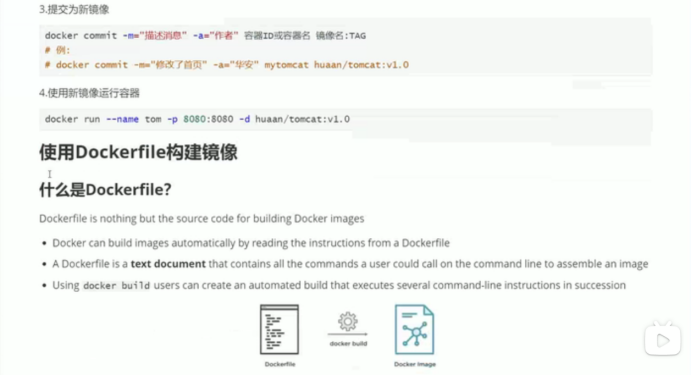 3.提交为新镜像
docker commit -m="描述消息" -a="作者" 容器ID或容器名 镜像名:TAG
# 例:
# docker commit -m="修改了首页" -a="华安" mytomcat huaan/tomcat:v1.0
4.使用新镜像运行容器
docker run --name tom -p 8080:8080 -d huaan/tomcat:v1.0
使用Dockerfile构建镜像
什么是Dockerfile?
Dockerfile is nothing but the source code for building Docker images
• Docker can build images automatically by reading the instructions from a Dockerfile
• A Dockerfile is a text document that contains all the commands a user could call on the command line to assemble an image
• Using docker build users can create an automated build that executes several command-line instructions in succession
docker build
Dockerfile
Docker Image